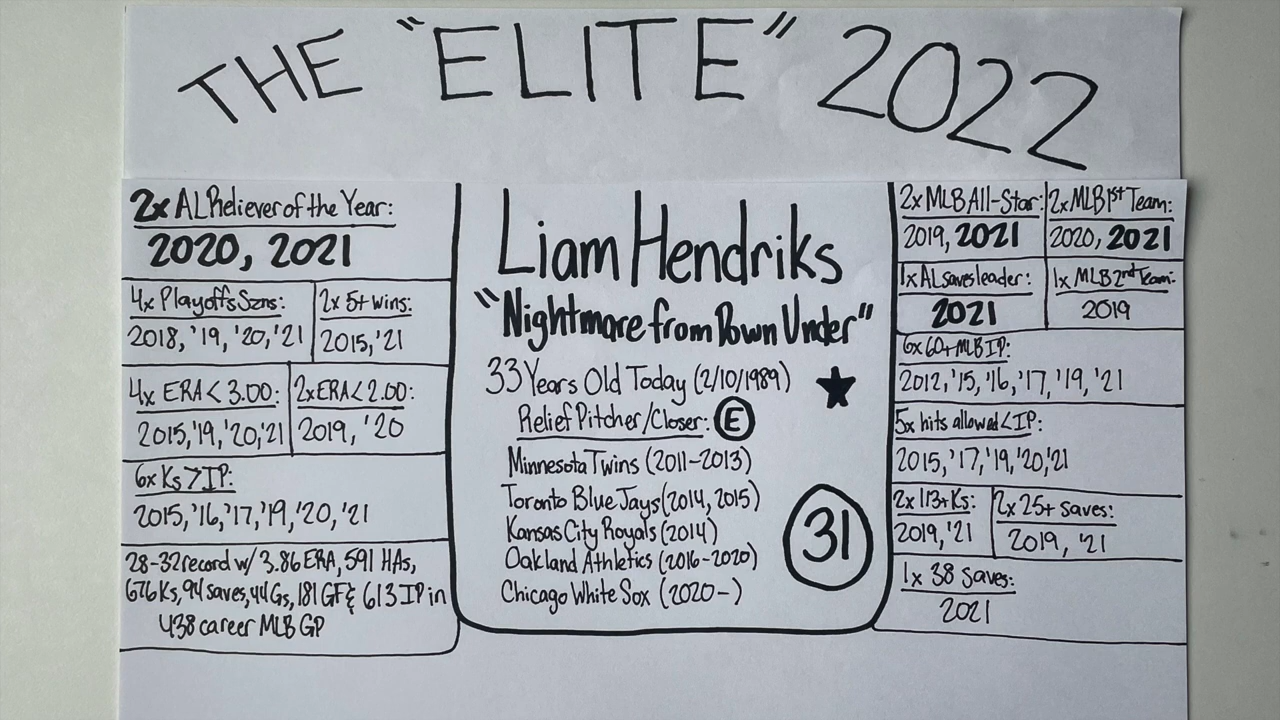 THE "ELITE" 2022
2x AL Reliever of the Year:
2020, 2021
4x Playoffs Szns:
2018, '19, '20, '21
2x 5+ wins:
2015, '21
4x ERA < 3.00:
2015, '19, '20, '21
2x ERA < 2.00:
2019, '20
6x Ks > IP:
2015, '16, '17, '19, '20, '21
28-32 record w/ 3.86 ERA, 591 HAs,
676 Ks, 94 saves, 44 Gs, 181 GF & 613 IP in
438 career MLB GP
Liam Hendriks
"Nightmare from Down Under"
33 Years Old Today (2/10/1989)
Relief Pitcher/Closer: E
Minnesota Twins (2011-2013)
Toronto Blue Jays (2014, 2015)
Kansas City Royals (2014)
Oakland Athletics (2016-2020)
Chicago White Sox (2020-)
31
2x MLB All-Star:
2019, 2021
2x MLB 1st Team:
2020, 2021
1x AL saves leader:
2021
1x MLB 2nd Team:
2019
6x 60+ MLB IP:
2012, '15, '16, '17, '19, '21
5x hits allowed < IP:
2015, '17, '19, '20, '21
2x 113+ Ks:
2019, '21
2x 25+ saves:
2019, '21
1x 38 saves:
2021